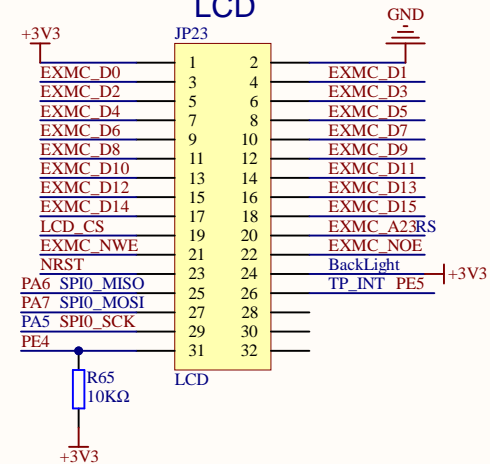 LCD
GND
+3V3
JP23
1 2
EXMC_D0 3 4 EXMC_D1
EXMC_D2 5 6 EXMC_D3
EXMC_D4 7 8 EXMC_D5
EXMC_D6 9 10 EXMC_D7
EXMC_D8 11 12 EXMC_D9
EXMC_D10 13 14 EXMC_D11
EXMC_D12 15 16 EXMC_D13
EXMC_D14 17 18 EXMC_D15
LCD_CS 19 20 EXMC_A23RS
EXMC_NWE 21 22 EXMC_NOE
NRST 23 24 BackLight +3V3
PA6 SPI0_MISO 25 26 TP_INT PE5
PA7 SPI0_MOSI 27 28
PA5 SPI0_SCK 29 30
PE4 31 32
R65 LCD
10KΩ
+3V3